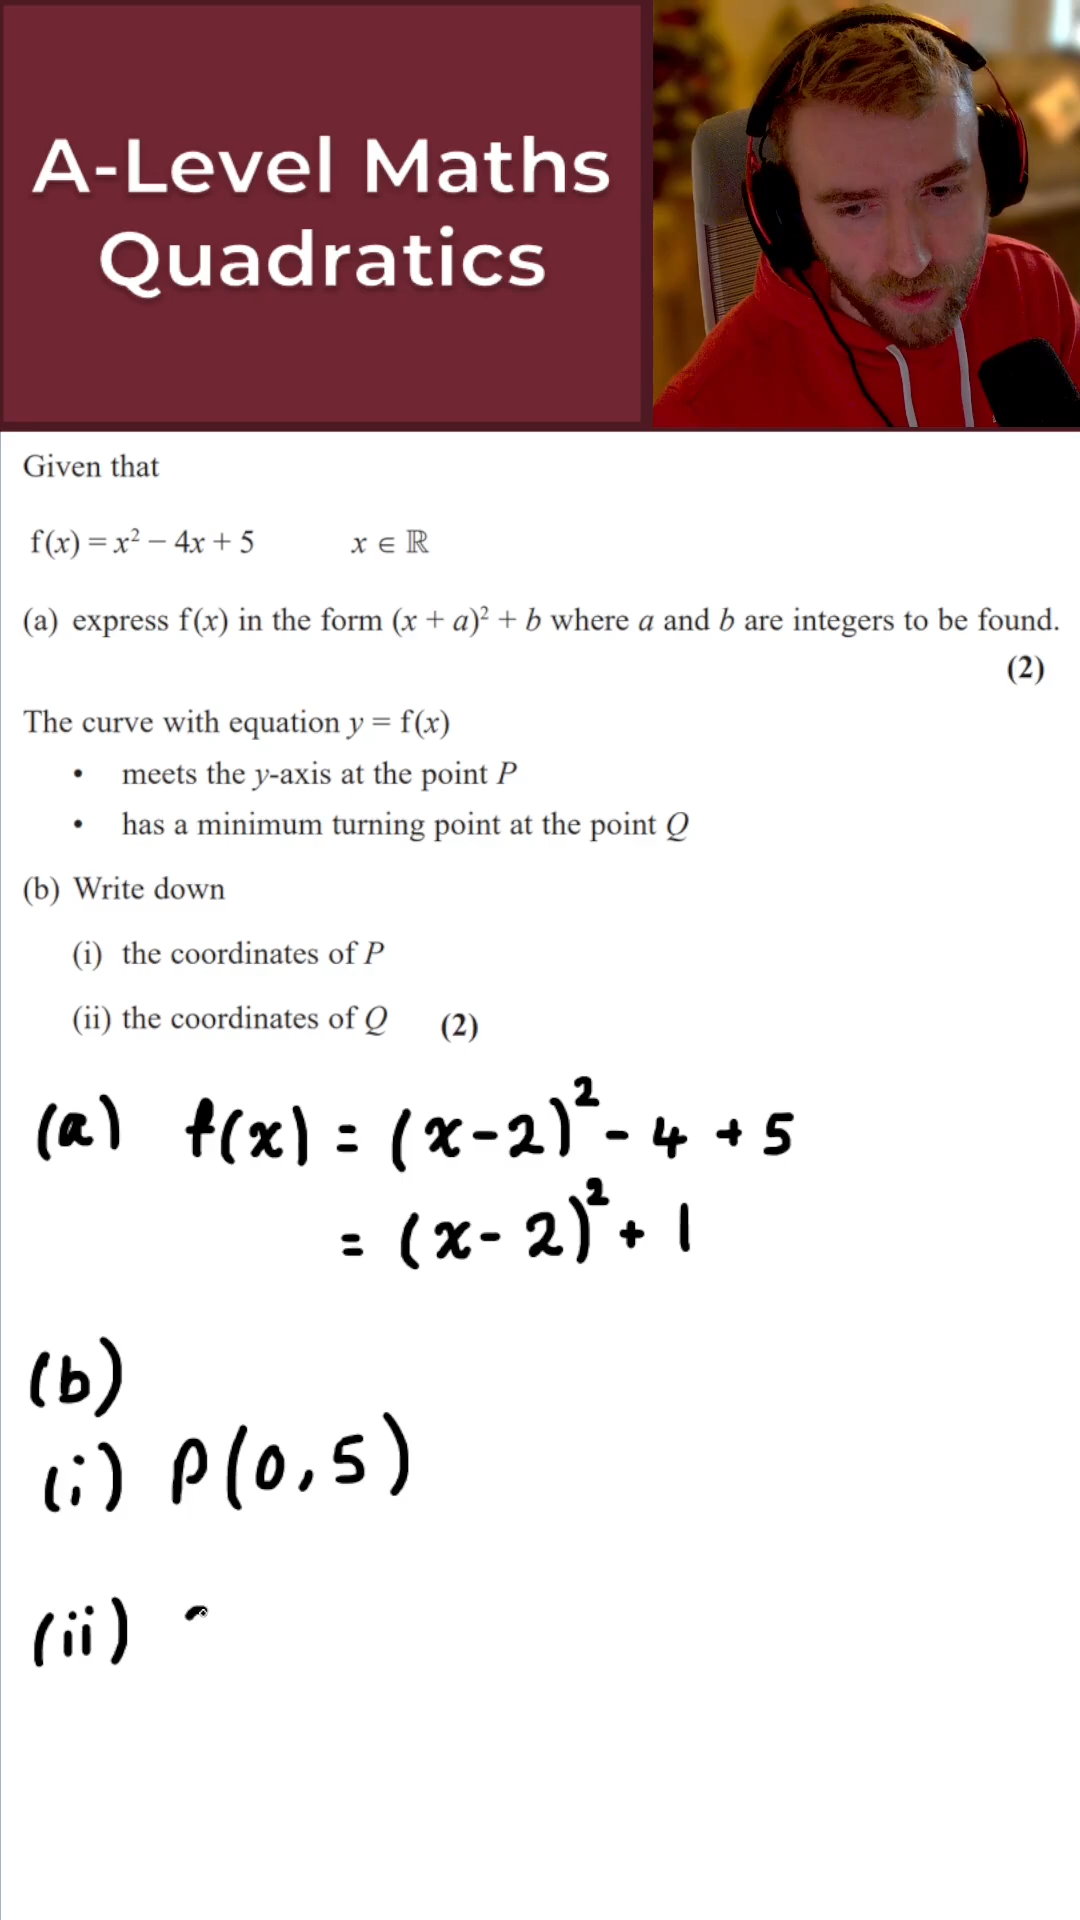 A-Level Maths
Quadratics
Given that
f(x) = x² − 4x + 5 x ∈ ℝ
(a) express f(x) in the form (x + a)² + b where a and b are integers to be found.
(2)
The curve with equation y = f(x)
• meets the y-axis at the point P
• has a minimum turning point at the point Q
(b) Write down
(i) the coordinates of P
(ii) the coordinates of Q (2)
(a) f(x) = (x-2)² - 4 + 5
= (x - 2)² + 1
(b)
(i) P(0,5)
(ii)